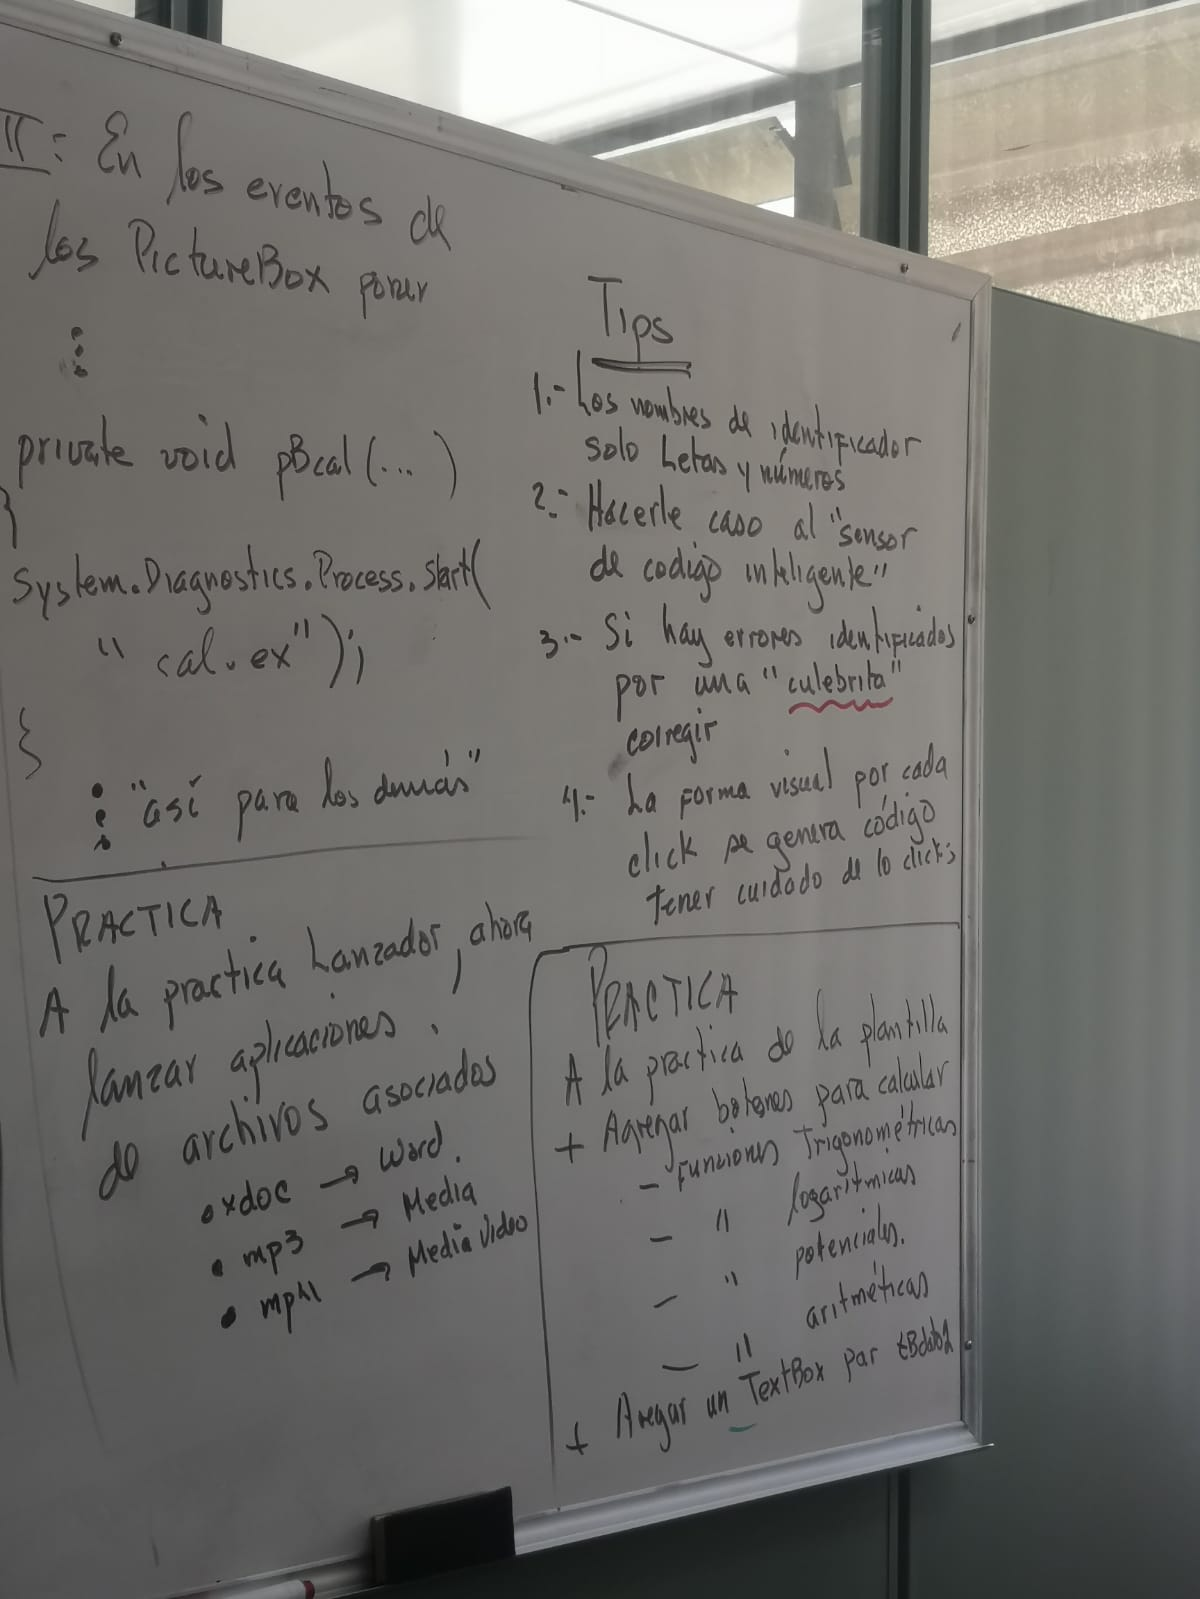 II: En los eventos de
los PictureBox poner
private void pBcal (... )
}
System.Diagnostics.Process.Start(
"cal.ex");
}
"así para los demás"
PRACTICA
A la practica Lanzador, ahora
lanzar aplicaciones.
de archivos asociados
• xdoc → Word.
• mp3 → Media
• mp4 → Media Video
Tips
1.- Los nombres de identificador
solo Letas y números
2.- Hacerle caso al "sensor
de codigo inteligente"
3.- Si hay errores identificados
por una "culebrita"
corregir
4.- La forma visual por cada
click se genera código
tener cuidado de lo clicks
PRACTICA
A la practica de la plantilla
+ Agregar botones para calcular
- Funciones Trigonométricas
- " logarítmicas
- " potenciales.
- " aritméticas
+ Aregar un TextBox par tBdato2